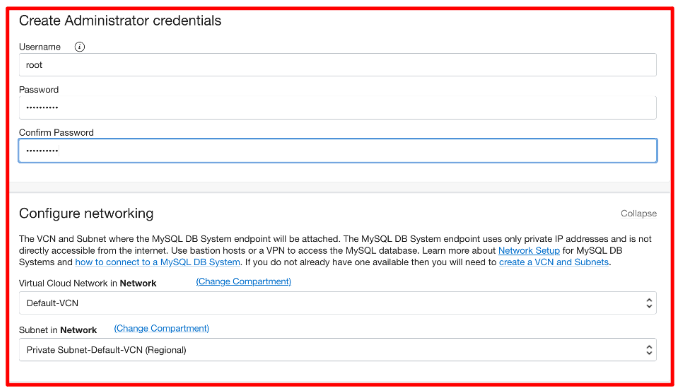 Create Administrator credentials
Username
root
Password
••••••••••
Confirm Password
••••••••••
Configure networking
Collapse
The VCN and Subnet where the MySQL DB System endpoint will be attached. The MySQL DB System endpoint uses only private IP addresses and is not
directly accessible from the internet. Use bastion hosts or a VPN to access the MySQL database. Learn more about Network Setup for MySQL DB
Systems and how to connect to a MySQL DB System. If you do not already have one available then you will need to create a VCN and Subnets.
Virtual Cloud Network in Network (Change Compartment)
Default-VCN
Subnet in Network (Change Compartment)
Private Subnet-Default-VCN (Regional)